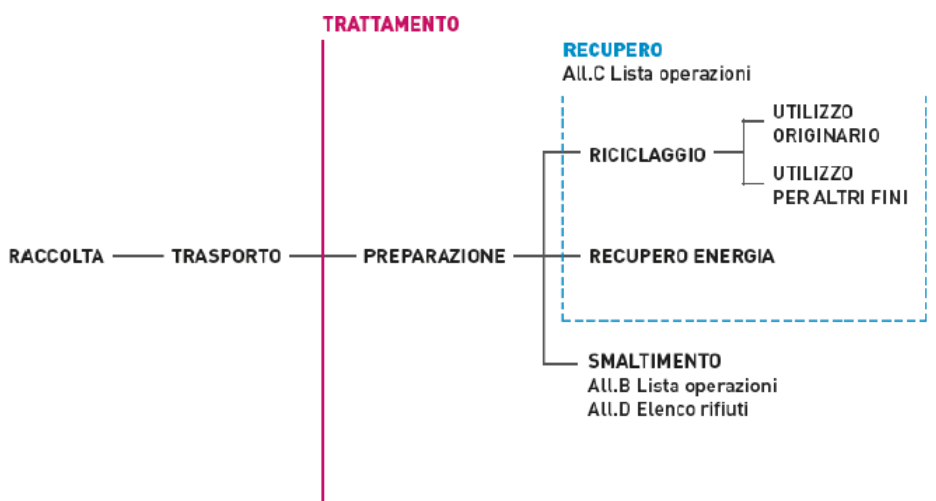 TRATTAMENTO
RECUPERO
All.C Lista operazioni
UTILIZZO
ORIGINARIO
RICICLAGGIO
UTILIZZO
PER ALTRI FINI
RACCOLTA
TRASPORTO
PREPARAZIONE
RECUPERO ENERGIA
SMALTIMENTO
All.B Lista operazioni
All.D Elenco rifiuti